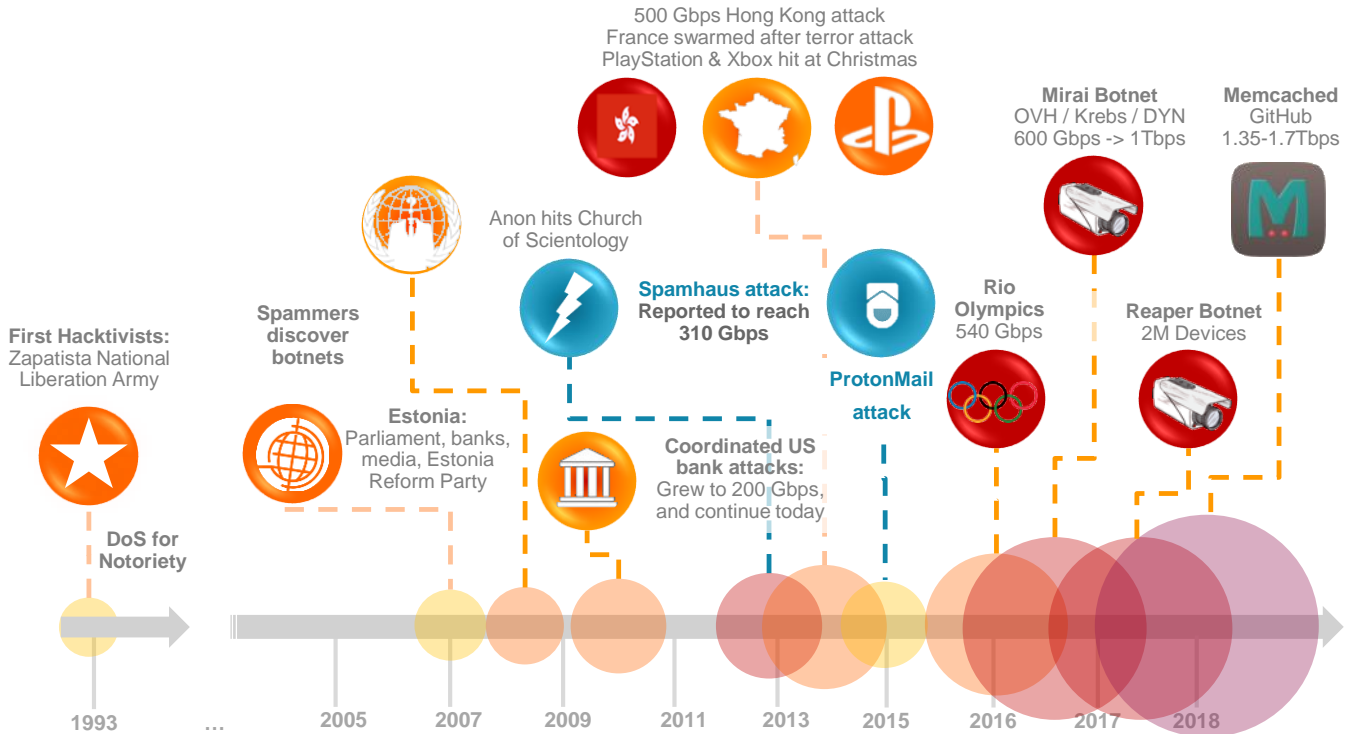 500 Gbps Hong Kong attack
France swarmed after terror attack
PlayStation & Xbox hit at Christmas
Mirai Botnet
OVH / Krebs / DYN
600 Gbps -> 1Tbps
Memcached
GitHub
1.35-1.7Tbps
Anon hits Church
of Scientology
Spamhaus attack:
Reported to reach
310 Gbps
Rio
Olympics
540 Gbps
Reaper Botnet
2M Devices
Spammers
discover
botnets
First Hacktivists:
Zapatista National
Liberation Army
ProtonMail
attack
Estonia:
Parliament, banks,
media, Estonia
Reform Party
Coordinated US
bank attacks:
Grew to 200 Gbps,
and continue today
DoS for
Notoriety
1993
...
2005
2007
2009
2011
2013
2015
2016
2017
2018